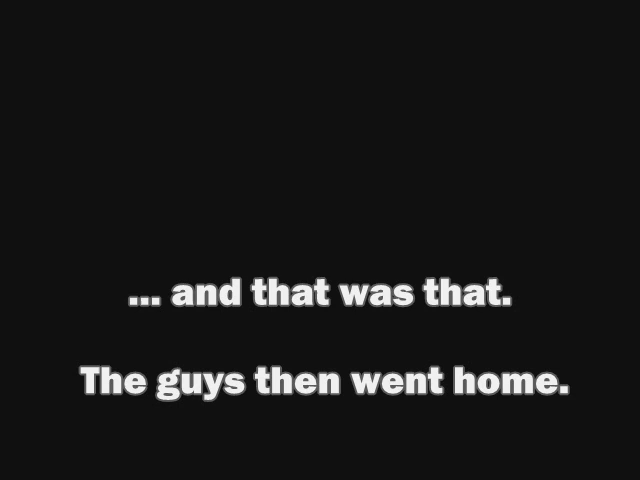 ... and that was that.
The guys then went home.